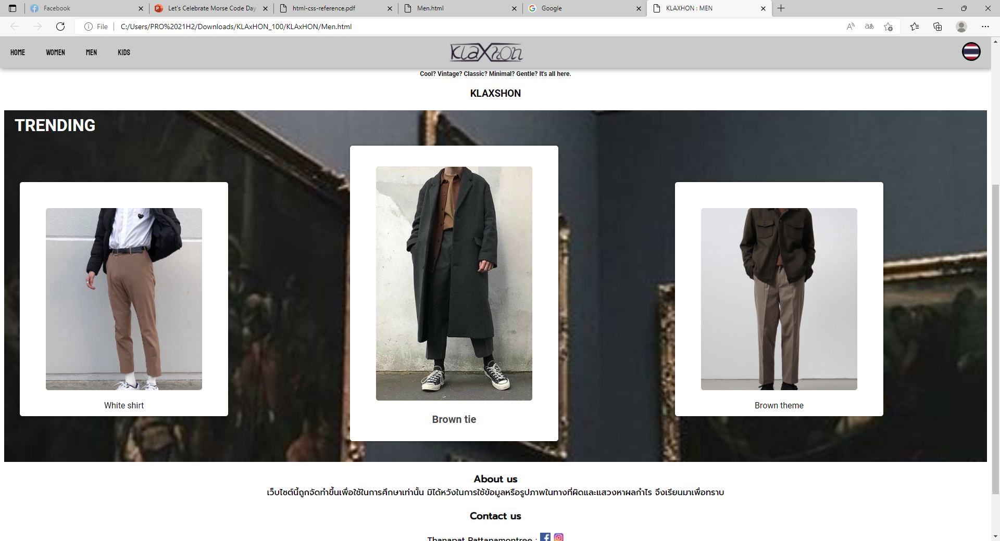 Facebook
Let's Celebrate Morse Code Day
html-css-reference.pdf
Men.html
Google
KLAXHON : MEN
File
C:/Users/PRO%2021H2/Downloads/KLAxHON_100/KLAxHON/Men.html
HOME
WOMEN
MEN
KIDS
KlaXhon
Cool? Vintage? Classic? Minimal? Gentle? It's all here.
KLAXSHON
TRENDING
White shirt
Brown tie
Brown theme
About us
เว็บไซต์นี้ถูกจัดทำขึ้นเพื่อใช้ในการศึกษาเท่านั้น มิได้หวังในการใช้ข้อมูลหรือรูปภาพในทางที่ผิดและแสวงหาผลกำไร จึงเรียนมาเพื่อทราบ
Contact us
Thanapat Pattanamontree :